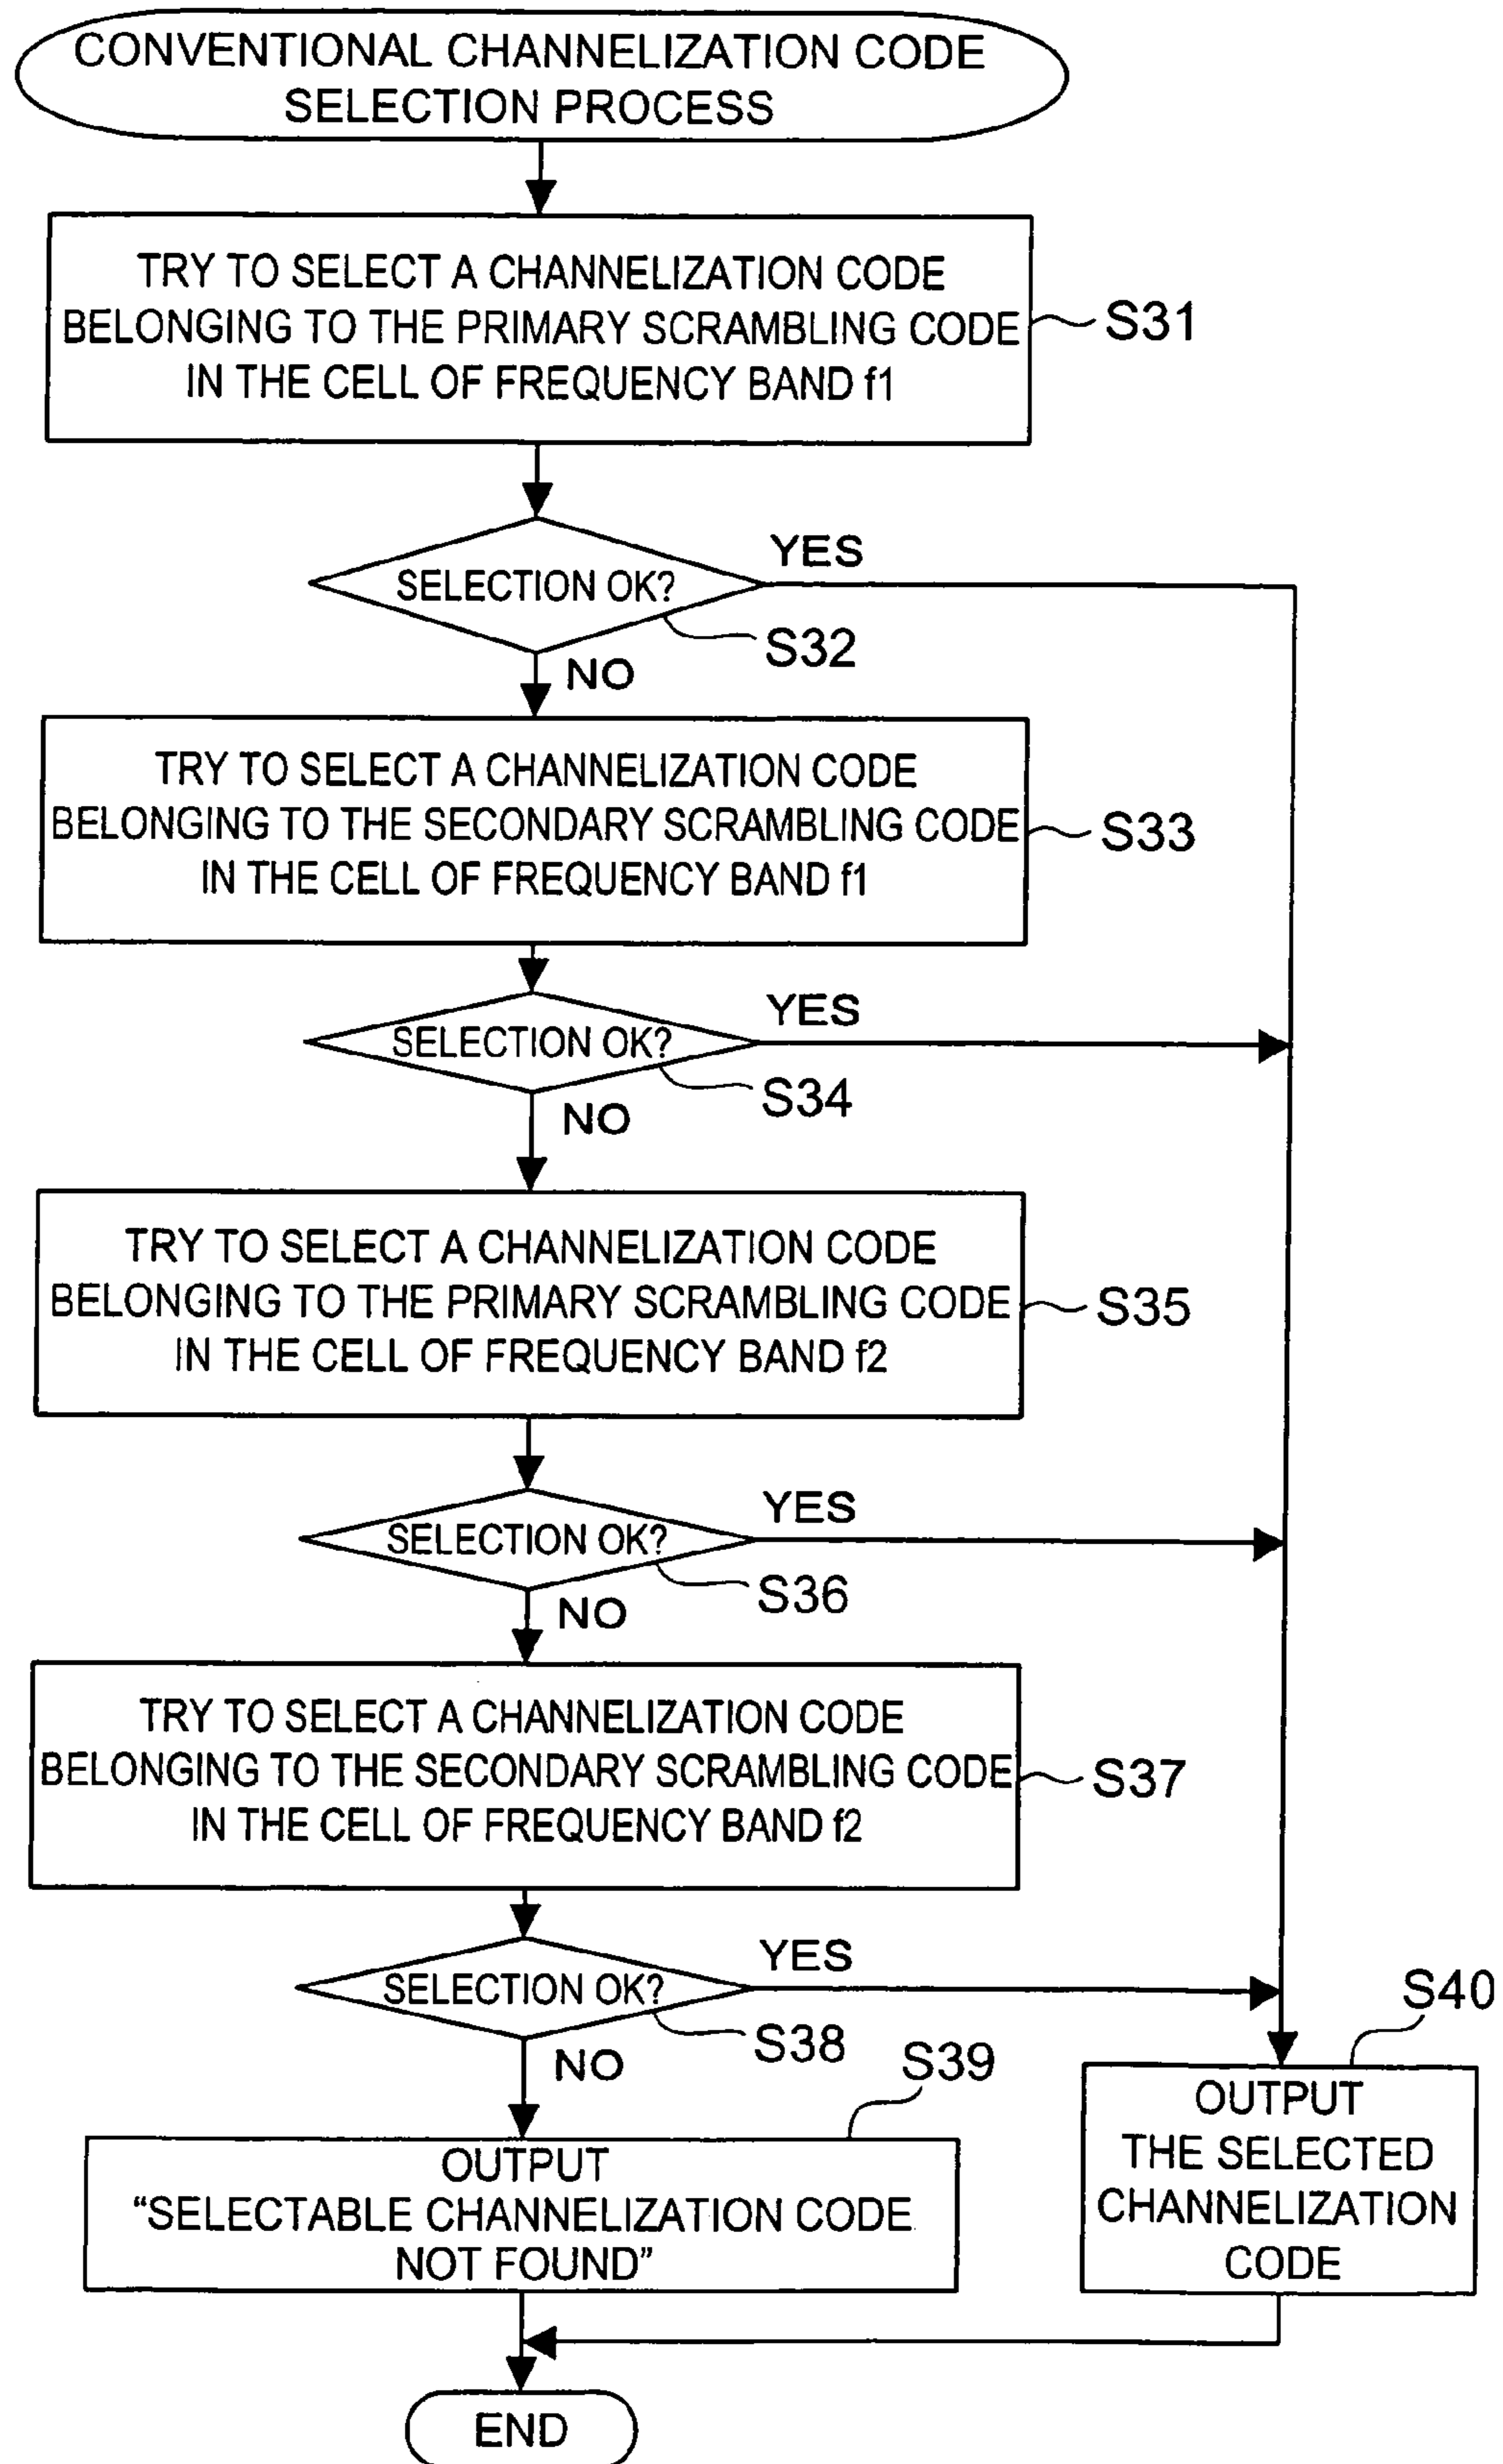 CONVENTIONAL CHANNELIZATION CODE
SELECTION PROCESS
TRY TO SELECT A CHANNELIZATION CODE
BELONGING TO THE PRIMARY SCRAMBLING CODE
IN THE CELL OF FREQUENCY BAND f1
S31
YES
SELECTION OK?
S32
NO
TRY TO SELECT A CHANNELIZATION CODE
BELONGING TO THE SECONDARY SCRAMBLING CODE
IN THE CELL OF FREQUENCY BAND f1
S33
YES
SELECTION OK?
S34
NO
TRY TO SELECT A CHANNELIZATION CODE
BELONGING TO THE PRIMARY SCRAMBLING CODE
IN THE CELL OF FREQUENCY BAND f2
S35
YES
SELECTION OK?
S36
NO
TRY TO SELECT A CHANNELIZATION CODE
BELONGING TO THE SECONDARY SCRAMBLING CODE
IN THE CELL OF FREQUENCY BAND f2
S37
YES
SELECTION OK?
S38
NO
S39
OUTPUT
“SELECTABLE CHANNELIZATION CODE
NOT FOUND”
S40
OUTPUT
THE SELECTED
CHANNELIZATION
CODE
END